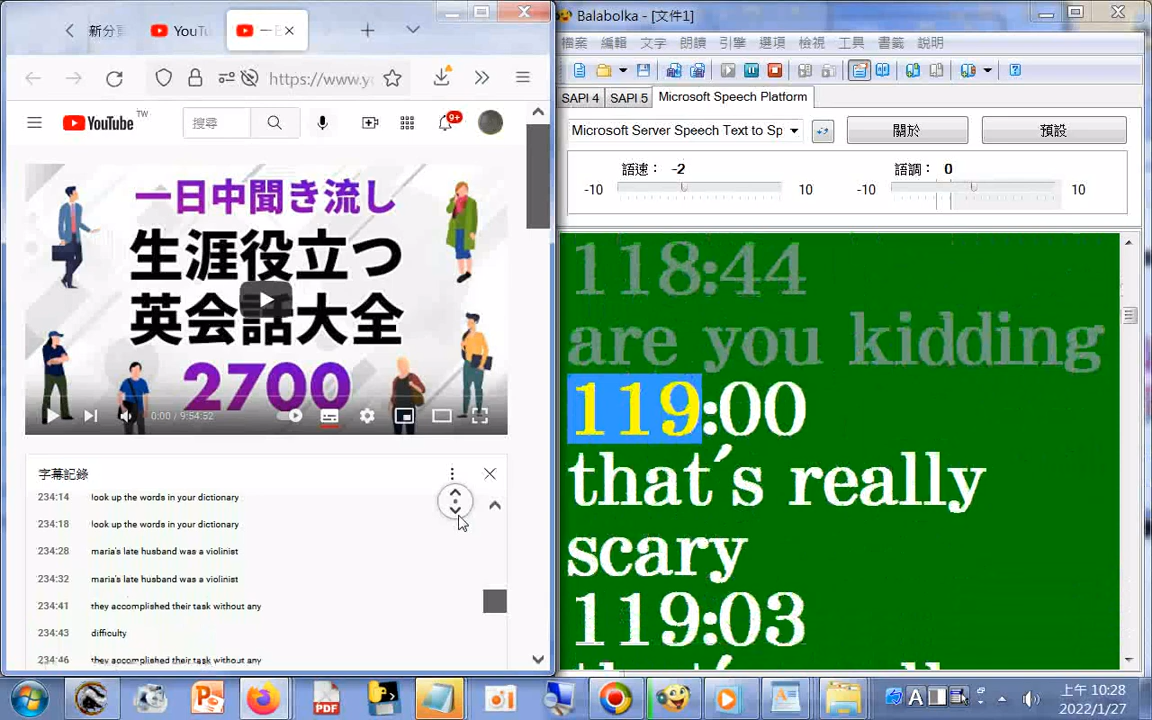 新分
YouTu
一日
https://www.y
YouTube
TW
搜尋
9+
一日中聞き流し
生涯役立つ
英会話大全
2700
0:00 / 9:54:52
字幕記錄
234:14 look up the words in your dictionary
234:18 look up the words in your dictionary
234:28 maria's late husband was a violinist
234:32 maria's late husband was a violinist
234:41 they accomplished their task without any
234:43 difficulty
234:46 they accomplished their task without any
Balabolka - [文件1]
檔案 編輯 文字 朗讀 引擎 選項 檢視 工具 書籤 說明
SAPI 4 SAPI 5 Microsoft Speech Platform
Microsoft Server Speech Text to Sp
關於
預設
語速： -2
語調： 0
-10 10
-10 10
118:44
are you kidding
119:00
that's really
scary
119:03
that's really
PDF
A
上午 10:28
2022/1/27